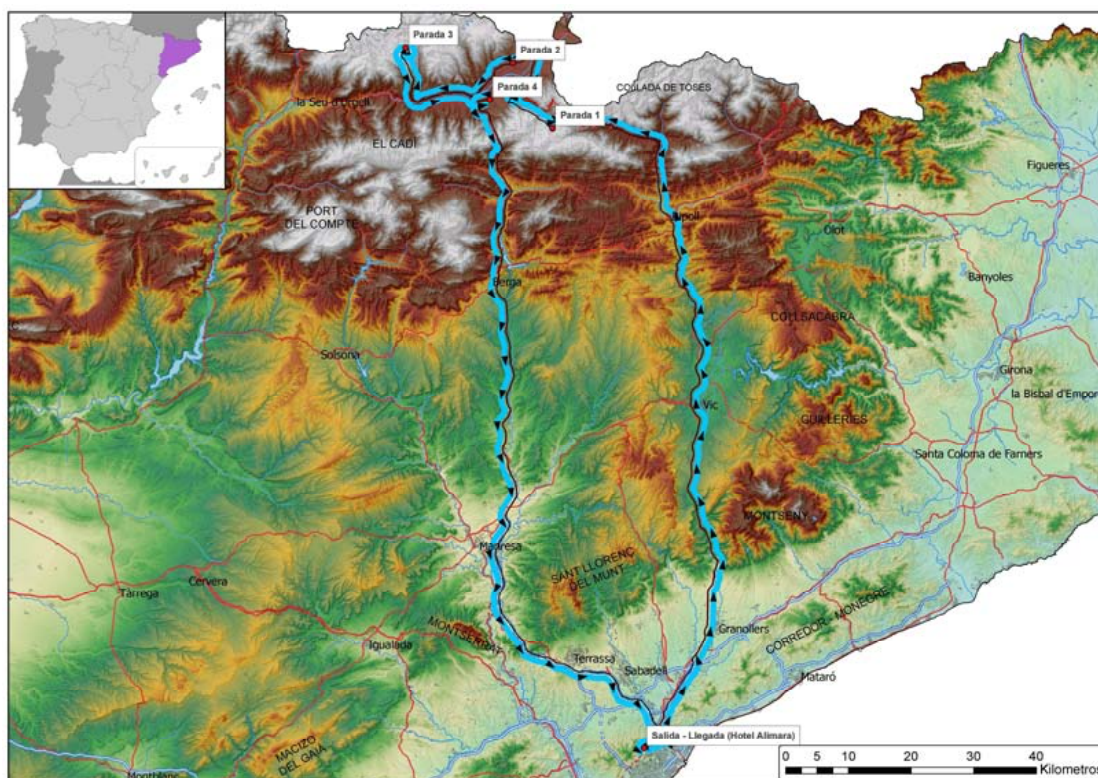 Parada 3
Parada 2
Parada 4
COLLADA DE TOSES
la Seu d'Urgell
Parada 1
EL CADÍ
Figueres
PORT
DEL COMPTE
Ripoll
Olot
Banyoles
Berga
COLLSACABRA
Solsona
Girona
la Bisbal d'Empor
Vic
GUILLERIES
Santa Coloma de Farners
MONTSENY
Manresa
SANT LLORENÇ
DEL MUNT
Cervera
Tàrrega
CORREDOR - MONEGRE
Granollers
MONTSERRAT
Igualada
Terrassa
Sabadell
Mataró
Salida - Llegada (Hotel Alimara)
MACIZO
DEL GAIA
Montblanc
0 5 10 20 30 40
Kilometros